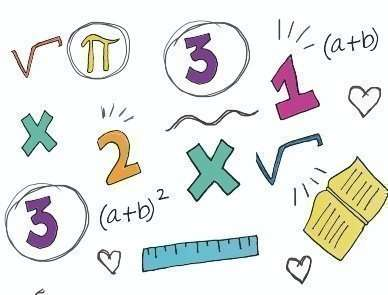 √ π 3 1 (a+b)
x 2 x √
3 (a+b)²